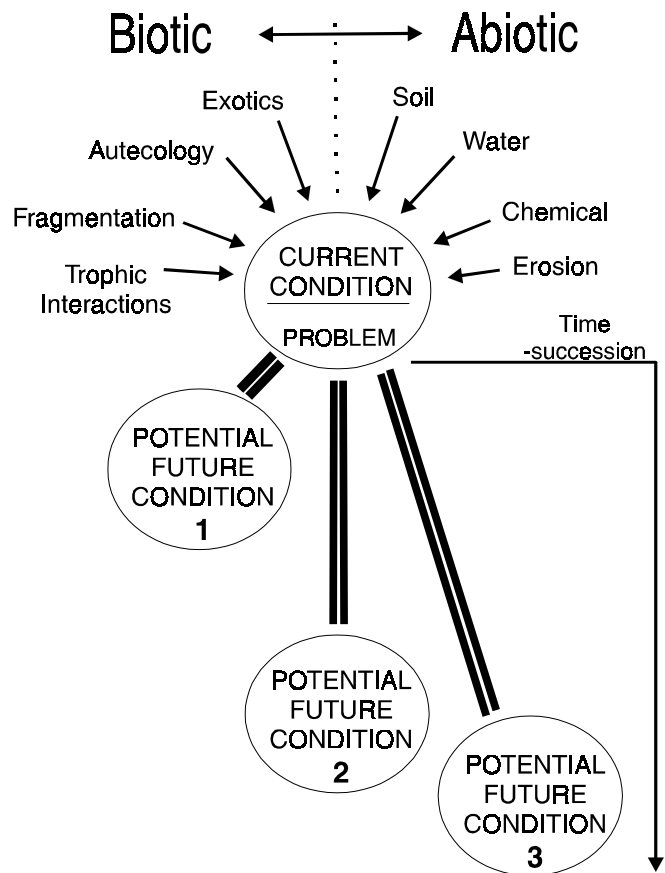 Biotic
Abiotic
Exotics
Soil
Autecology
Water
Fragmentation
Chemical
Trophic
Interactions
Erosion
CURRENT
CONDITION
PROBLEM
Time
-succession
POTENTIAL
FUTURE
CONDITION
1
POTENTIAL
FUTURE
CONDITION
2
POTENTIAL
FUTURE
CONDITION
3